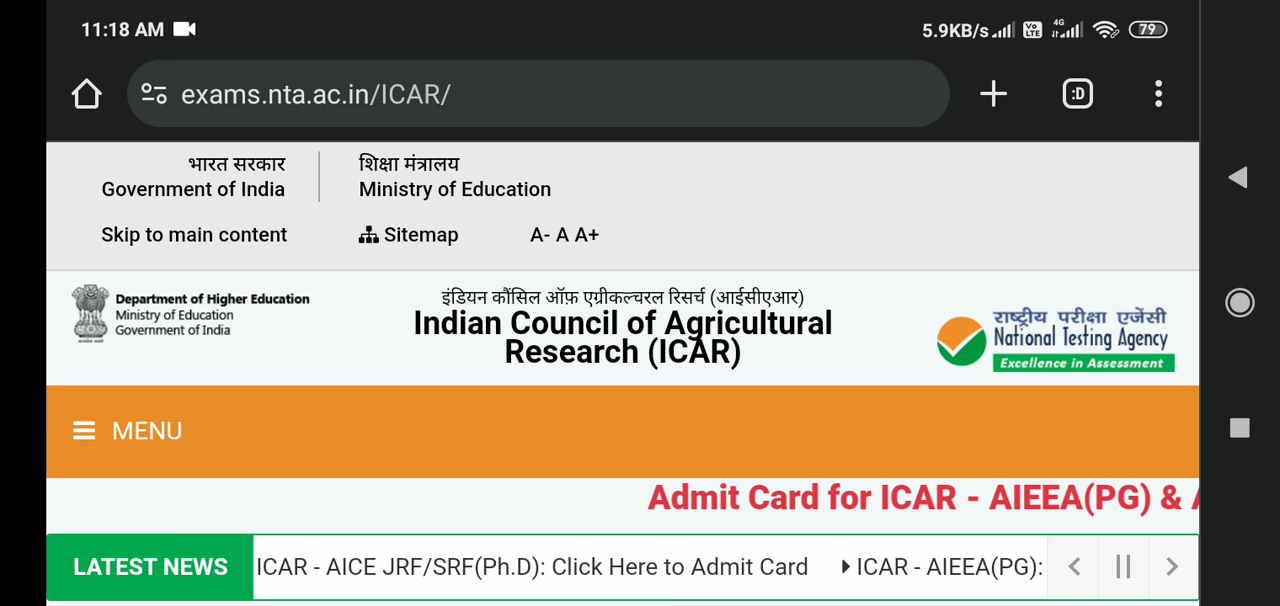 11:18 AM
5.9KB/s Vo LTE 4G 79
exams.nta.ac.in/ICAR/
:D
भारत सरकार
Government of India
शिक्षा मंत्रालय
Ministry of Education
Skip to main content
Sitemap
A- A A+
Department of Higher Education
Ministry of Education
Government of India
इंडियन कौंसिल ऑफ़ एग्रीकल्चरल रिसर्च (आईसीएआर)
Indian Council of Agricultural
Research (ICAR)
राष्ट्रीय परीक्षा एजेंसी
National Testing Agency
Excellence in Assessment
MENU
Admit Card for ICAR - AIEEA(PG) &
LATEST NEWS
ICAR - AICE JRF/SRF(Ph.D): Click Here to Admit Card
ICAR - AIEEA(PG):